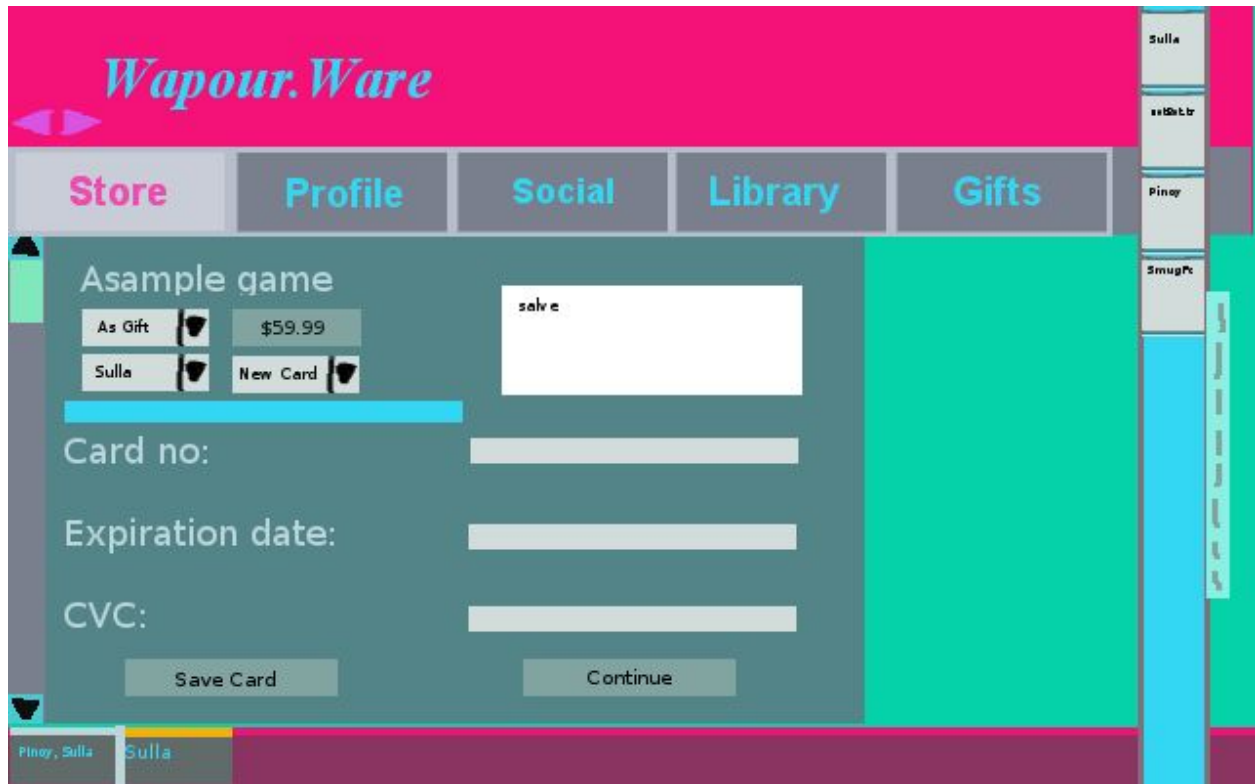 Wapour.Ware
Sulla
Pinoy
Store Profile Social Library Gifts
Asample game
As Gift $59.99
salve
Sulla New Card
Card no:
Expiration date:
CVC:
Save Card Continue
Pinoy, Sulla Sulla